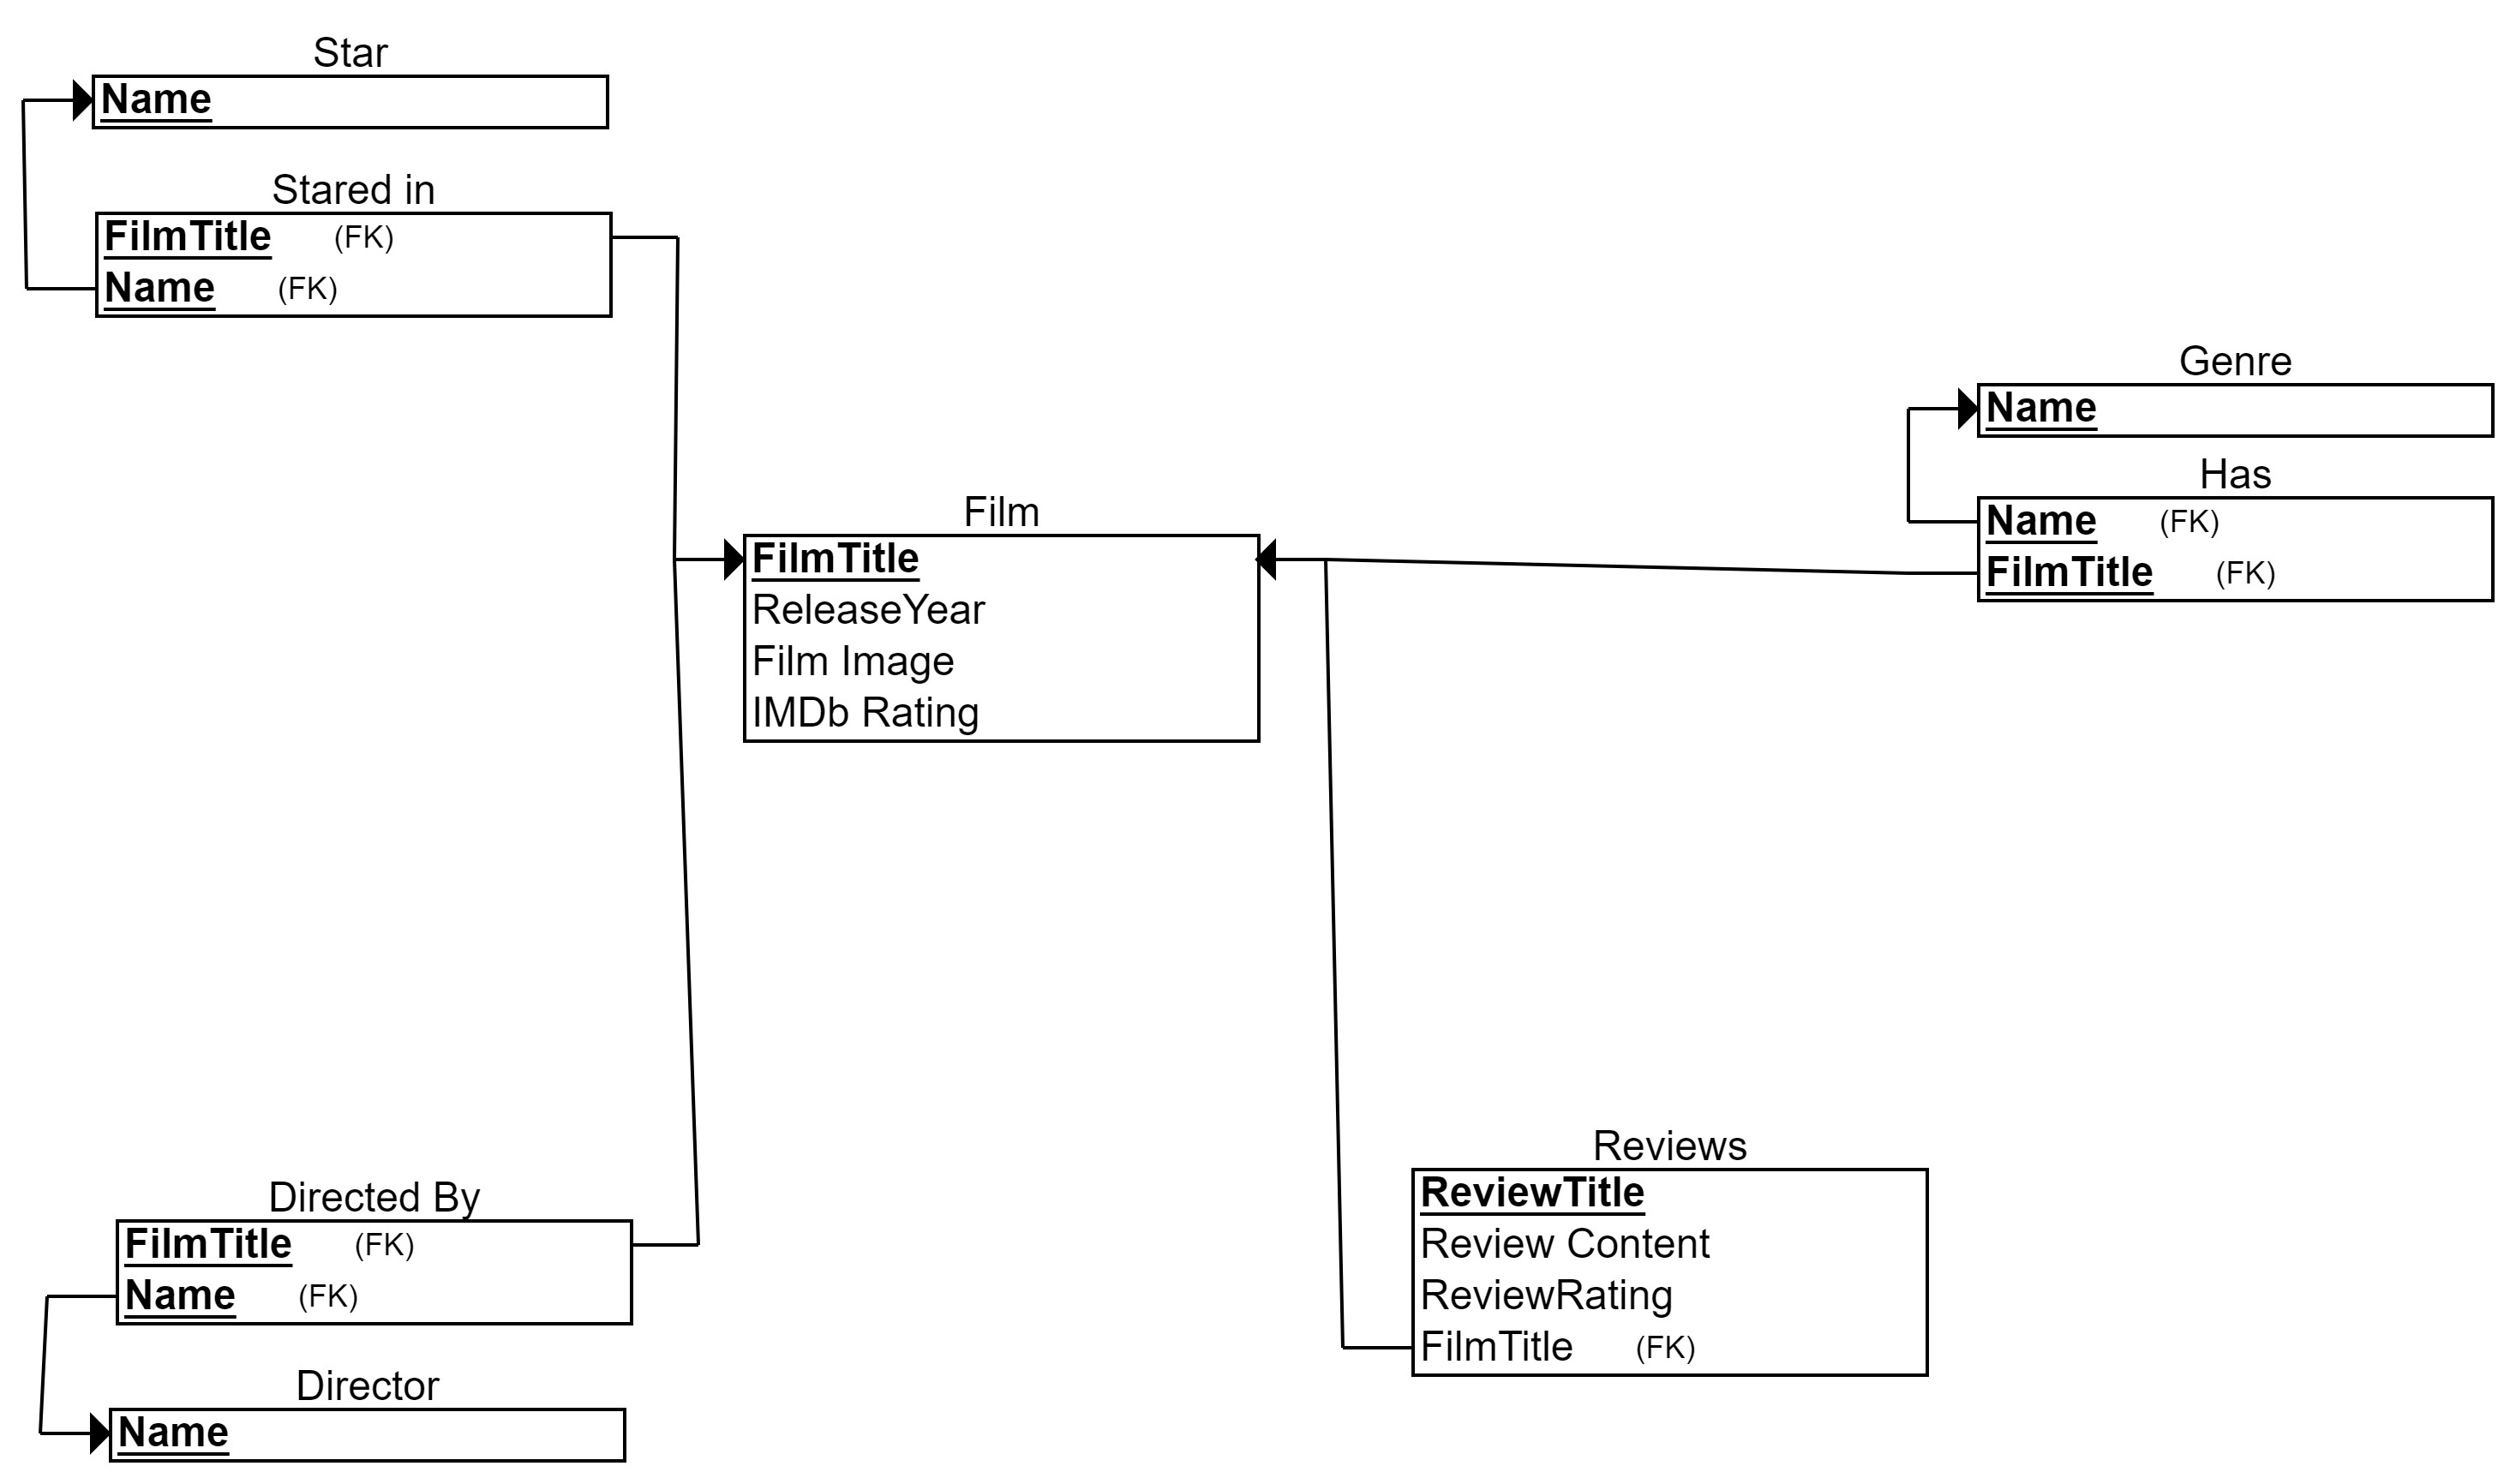 Star
Name
Stared in
FilmTitle (FK)
Name (FK)
Film
FilmTitle
ReleaseYear
Film Image
IMDb Rating
Genre
Name
Has
Name (FK)
FilmTitle (FK)
Directed By
FilmTitle (FK)
Name (FK)
Director
Name
Reviews
ReviewTitle
Review Content
ReviewRating
FilmTitle (FK)